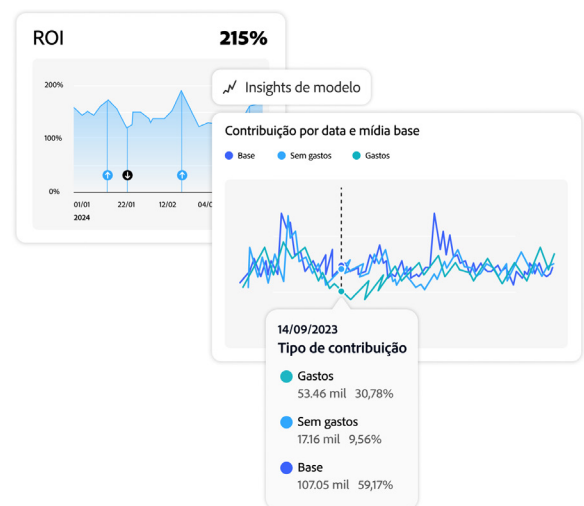 ROI
215%
200%
100%
0%
01/01
22/01
12/02
04/0
2024
Insights de modelo
Contribuição por data e mídia base
Base
Sem gastos
Gastos
14/09/2023
Tipo de contribuição
Gastos
53.46 mil 30,78%
Sem gastos
17.16 mil 9,56%
Base
107.05 mil 59,17%